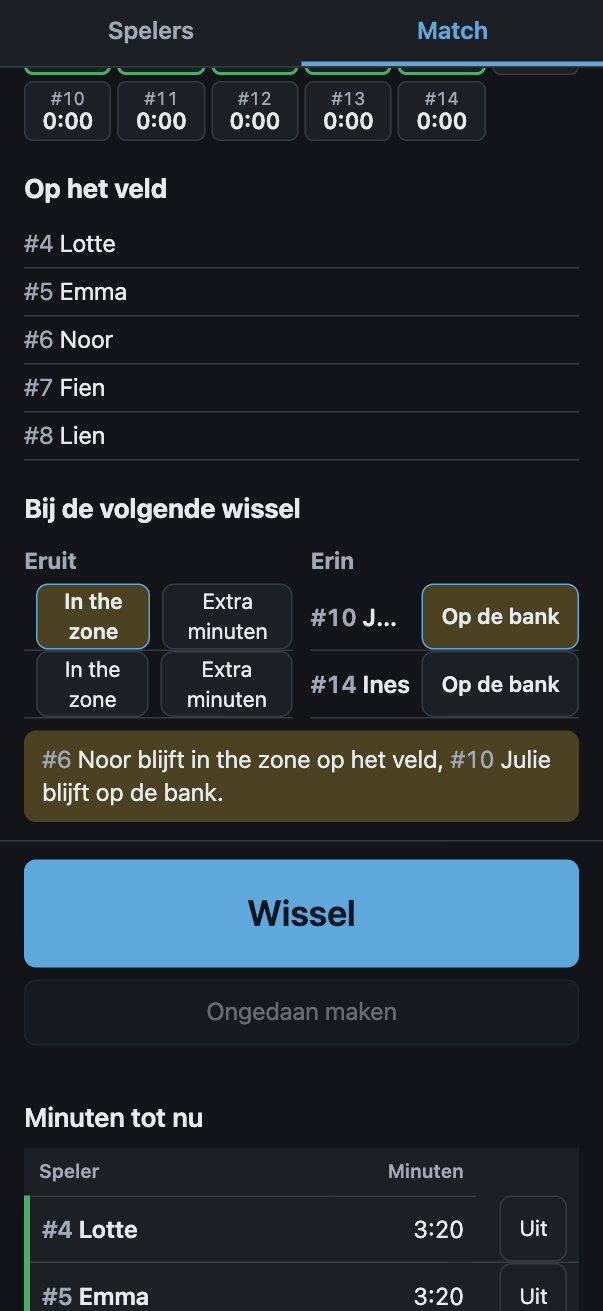 Spelers Match
#10 #11 #12 #13 #14
0:00 0:00 0:00 0:00 0:00
Op het veld
#4 Lotte
#5 Emma
#6 Noor
#7 Fien
#8 Lien
Bij de volgende wissel
Eruit Erin
In the zone Extra minuten #10 J... Op de bank
In the zone Extra minuten #14 Ines Op de bank
#6 Noor blijft in the zone op het veld, #10 Julie
blijft op de bank.
Wissel
Ongedaan maken
Minuten tot nu
Speler Minuten
#4 Lotte 3:20 Uit
#5 Emma 3:20 Uit